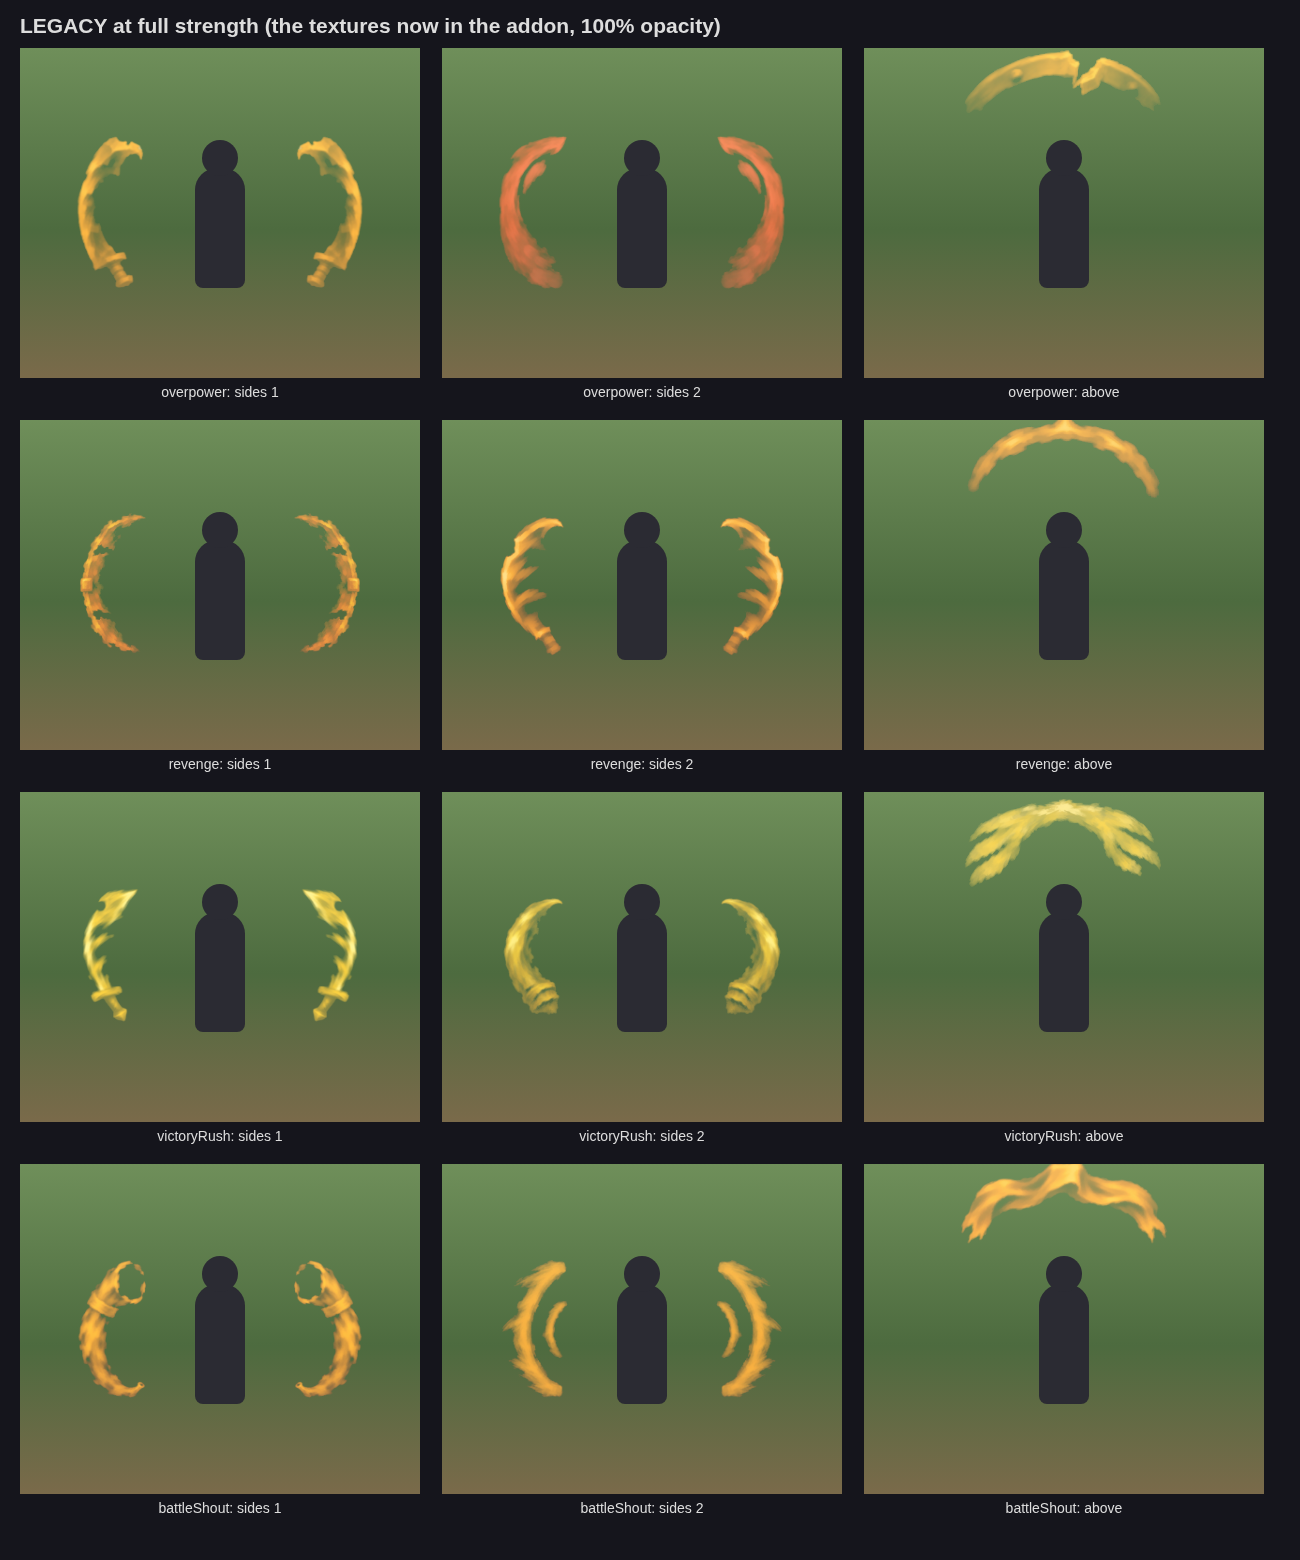 LEGACY at full strength (the textures now in the addon, 100% opacity)
overpower: sides 1
overpower: sides 2
overpower: above
revenge: sides 1
revenge: sides 2
revenge: above
victoryRush: sides 1
victoryRush: sides 2
victoryRush: above
battleShout: sides 1
battleShout: sides 2
battleShout: above